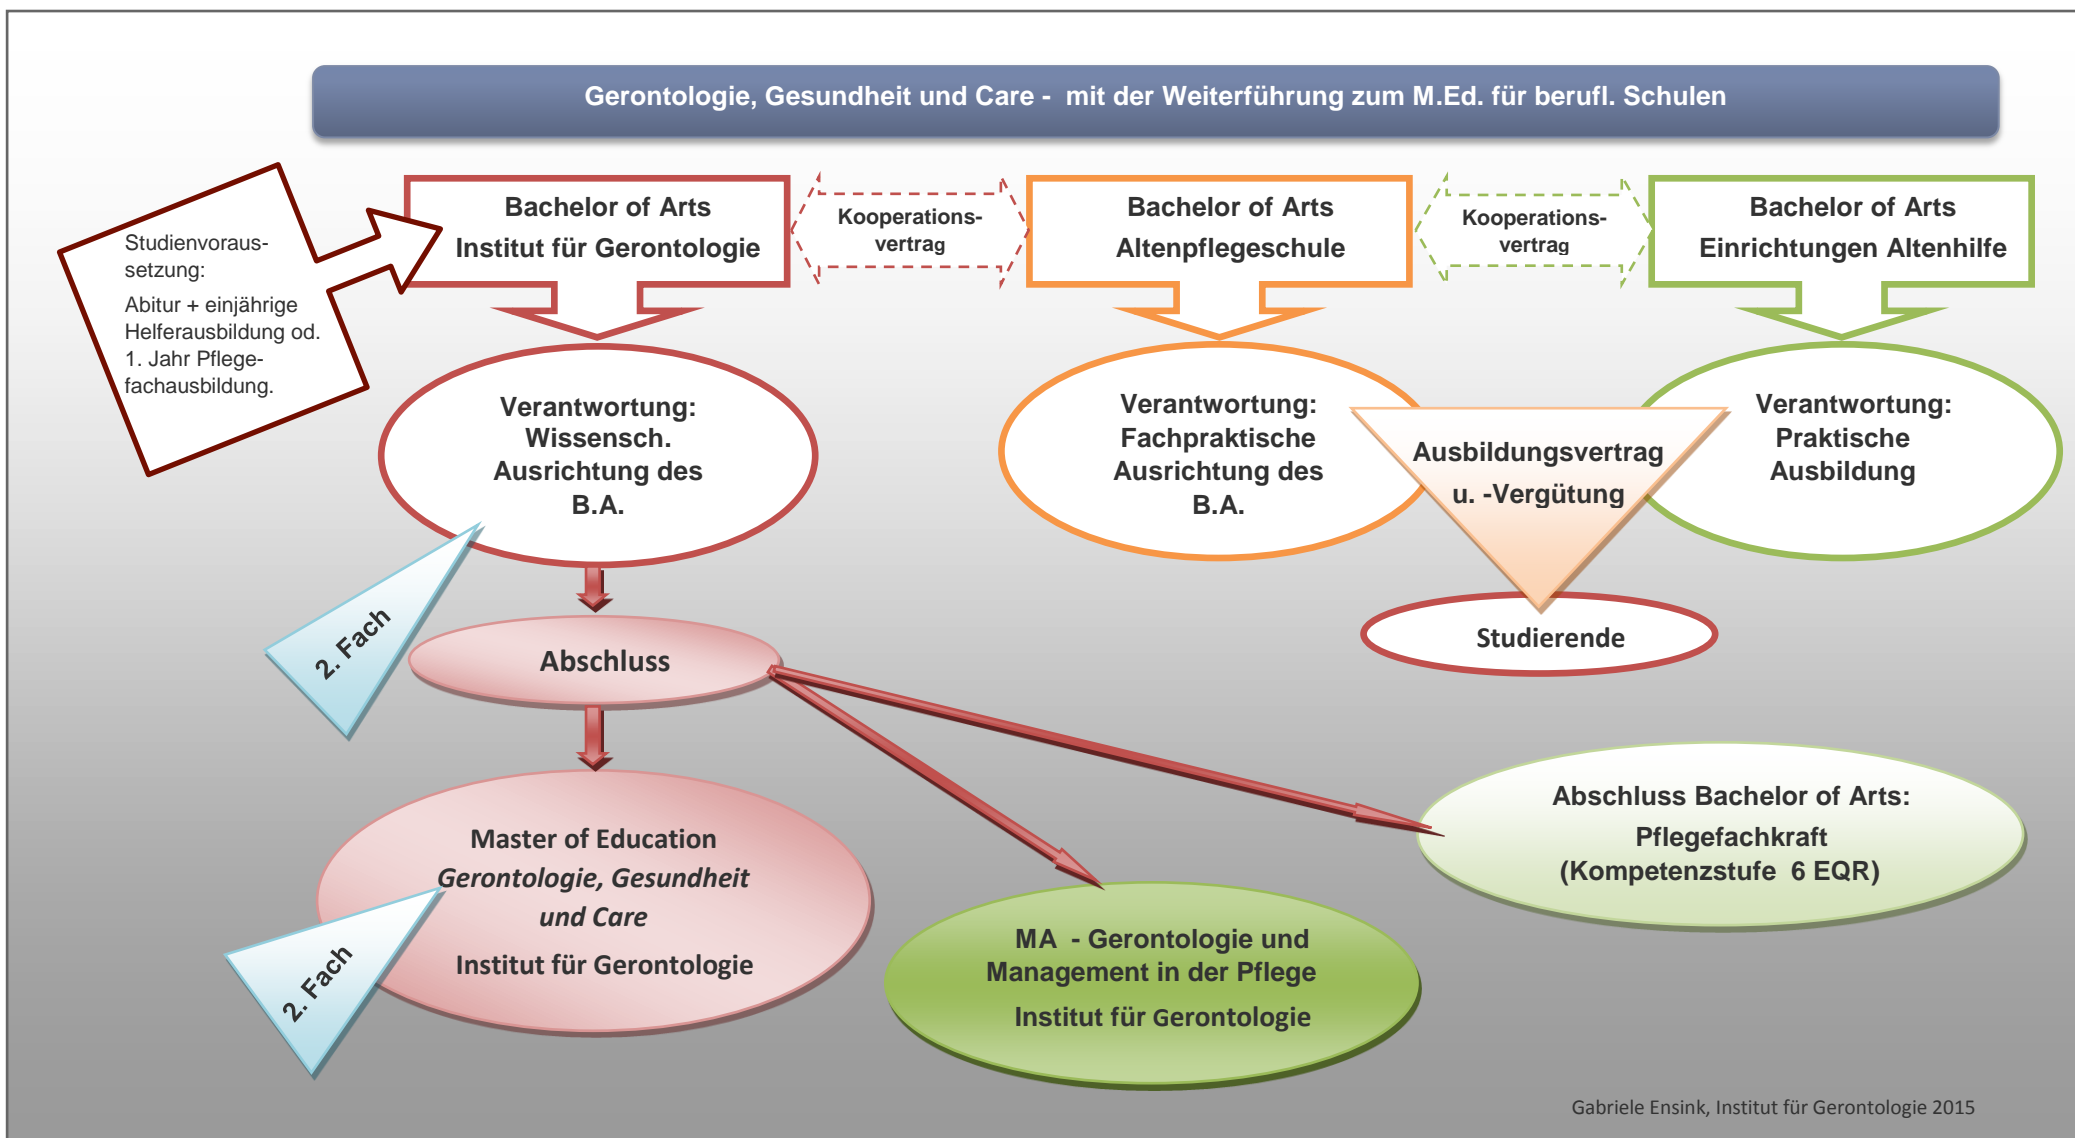 Gerontologie, Gesundheit und Care - mit der Weiterführung zum M.Ed. für berufl. Schulen
Studienvoraus-
setzung:
Abitur + einjährige
Helferausbildung od.
1. Jahr Pflege-
fachausbildung.
Bachelor of Arts
Institut für Gerontologie
Kooperations-
vertrag
Bachelor of Arts
Altenpflegeschule
Kooperations-
vertrag
Bachelor of Arts
Einrichtungen Altenhilfe
Verantwortung:
Wissensch.
Ausrichtung des
B.A.
Verantwortung:
Fachpraktische
Ausrichtung des
B.A.
Ausbildungsvertrag
u. -Vergütung
Verantwortung:
Praktische
Ausbildung
2. Fach
Abschluss
Studierende
Master of Education
Gerontologie, Gesundheit
und Care
Institut für Gerontologie
2. Fach
MA - Gerontologie und
Management in der Pflege
Institut für Gerontologie
Abschluss Bachelor of Arts:
Pflegefachkraft
(Kompetenzstufe 6 EQR)
Gabriele Ensink, Institut für Gerontologie 2015